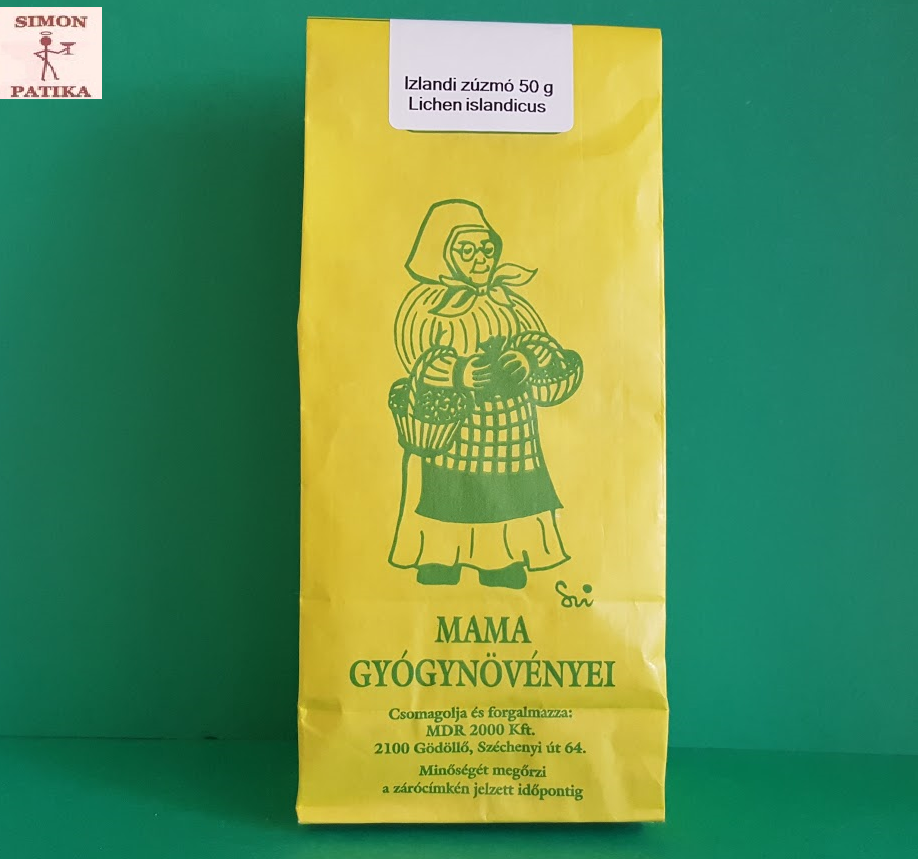 SIMON
PATIKA
Izlandi zúzmó 50 g
Lichen islandicus
MAMA
GYÓGYNÖVÉNYEI
Csomagolja és forgalmazza:
MDR 2000 Kft.
2100 Gödöllő, Széchenyi út 64.
Minőségét megőrzi
a zárócímkén jelzett időpontig